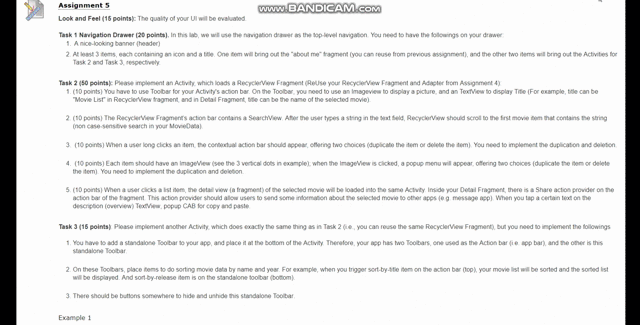 www.BANDICAM.com
Assignment 5
Look and Feel (15 points): The quality of your UI will be evaluated.
Task 1 Navigation Drawer (20 points). In this lab, we will use the navigation drawer as the top-level navigation. You need to have the followings on your drawer.
1. A nice-looking banner (header)
2. At least 3 items, each containing an icon and a title. One item will bring out the "about me" fragment (you can reuse from previous assignment), and the other two items will bring out the Activities for
Task 2 and Task 3, respectively.
Task 2 (50 points): Please implement an Activity, which loads a RecyclerView Fragment (ReUse your RecyclerView Fragment and Adapter from Assignment 4):
1. (10 points) You have to use Toolbar for your Activity's action bar. On the Toolbar, you need to use an Imageview to display a picture, and an TextView to display Title (For example, title can be
"Movie List" in RecyclerView fragment, and in Detail Fragment, title can be the name of the selected movie).
2. (10 points) The RecyclerView Fragment's action bar contains a SearchView. After the user types a string in the text field, RecyclerView should scroll to the first movie item that contains the string
(non case-sensitive search in your MovieData).
3. (10 points) When a user long clicks an item, the contextual action bar should appear, offering two choices (duplicate the item or delete the item). You need to implement the duplication and deletion.
4. (10 points) Each item should have an ImageView (see the 3 vertical dots in example), when the ImageView is clicked, a popup menu will appear, offering two choices (duplicate the item or delete
the item). You need to implement the duplication and deletion.
5. (10 points) When a user clicks a list item, the detail view (a fragment) of the selected movie will be loaded into the same Activity. Inside your Detail Fragment, there is a Share action provider on the
action bar of the fragment. This action provider should allow users to send some information about the selected movie to other apps (e.g. message app). When you tap a certain text on the
description (overview) TextView, popup CAB for copy and paste.
Task 3 (15 points): Please implement another Activity, which does exactly the same thing as in Task 2 (i.e., you can reuse the same RecyclerView Fragment), but you need to implement the followings
1. You have to add a standalone Toolbar to your app, and place it at the bottom of the Activity. Therefore, your app has two Toolbars, one used as the Action bar (i.e. app bar), and the other is this
standalone Toolbar.
2. On these Toolbars, place items to do sorting movie data by name and year. For example, when you trigger sort-by-title item on the action bar (top), your movie list will be sorted and the sorted list
will be displayed. And sort-by-release item is on the standalone toolbar (bottom).
3. There should be buttons somewhere to hide and unhide this standalone Toolbar.
Example 1